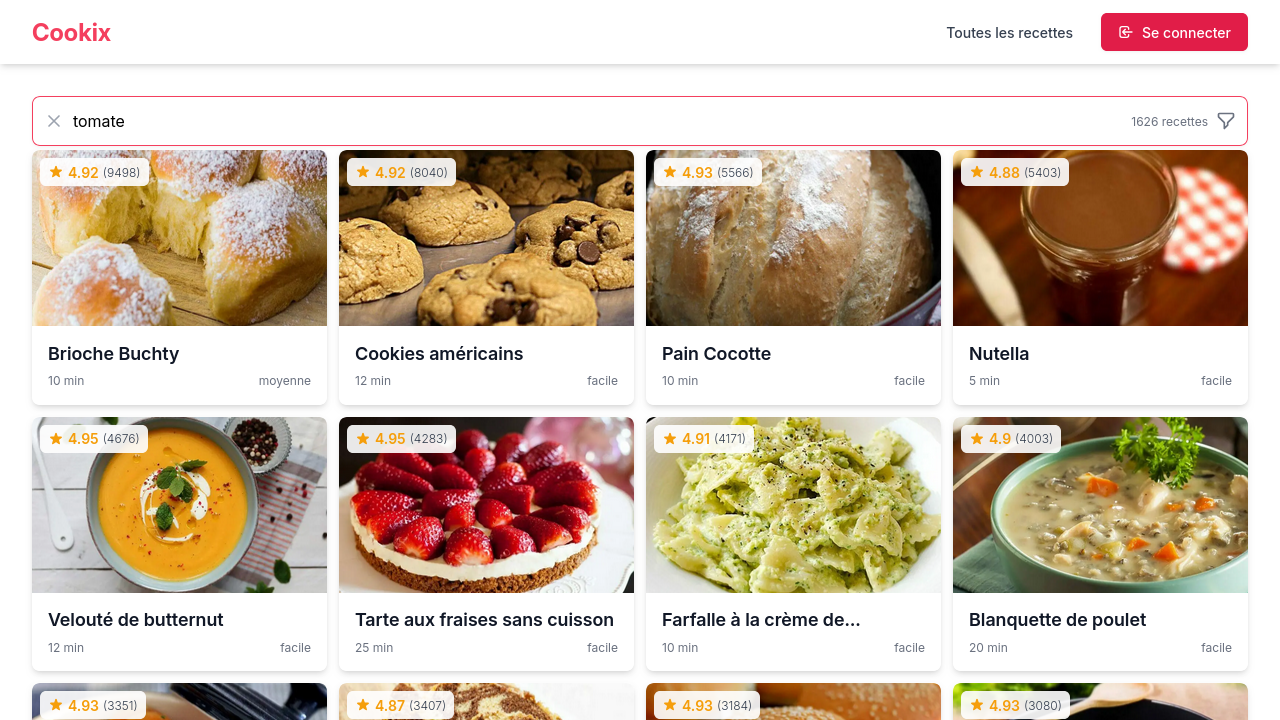 Cookix
Toutes les recettes
Se connecter
tomate
1626 recettes
4.92 (9498)
4.92 (8040)
4.93 (5566)
4.88 (5403)
Brioche Buchty
10 min
moyenne
Cookies américains
12 min
facile
Pain Cocotte
10 min
facile
Nutella
5 min
facile
4.95 (4676)
4.95 (4283)
4.91 (4171)
4.9 (4003)
Velouté de butternut
12 min
facile
Tarte aux fraises sans cuisson
25 min
facile
Farfalle à la crème de...
10 min
facile
Blanquette de poulet
20 min
facile
4.93 (3351)
4.87 (3407)
4.93 (3184)
4.93 (3080)